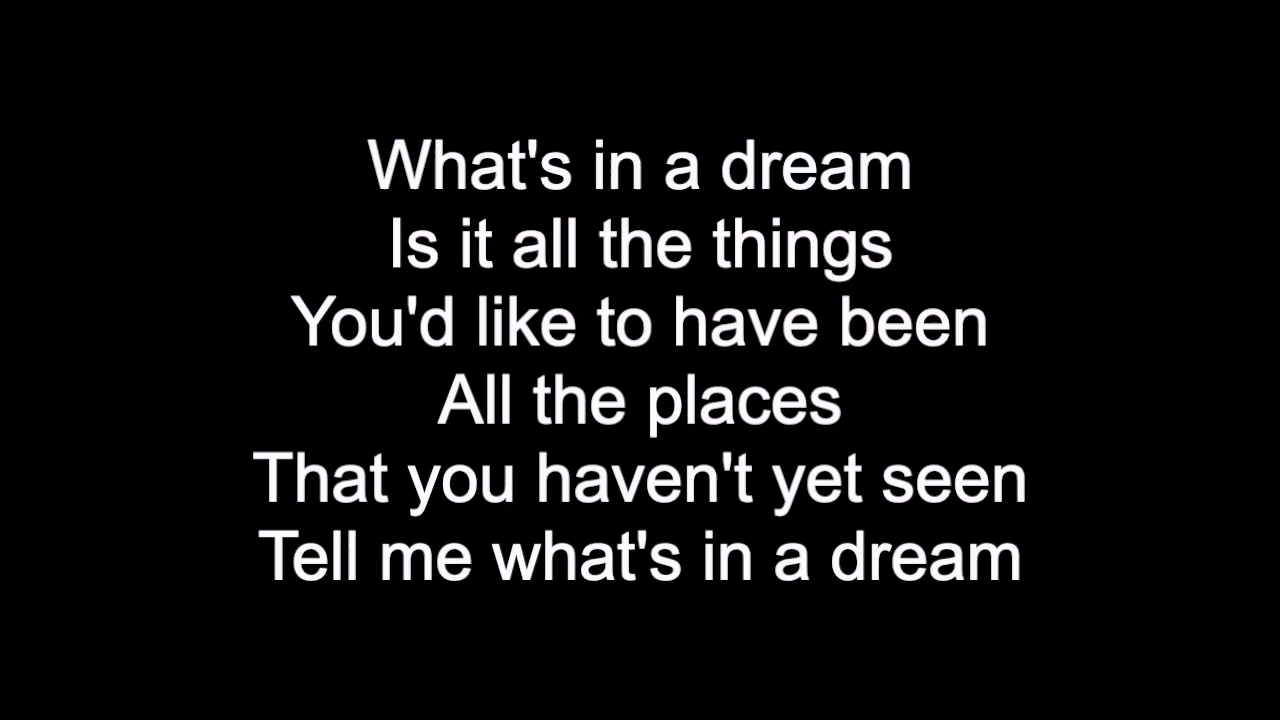 What's in a dream
Is it all the things
You'd like to have been
All the places
That you haven't yet seen
Tell me what's in a dream